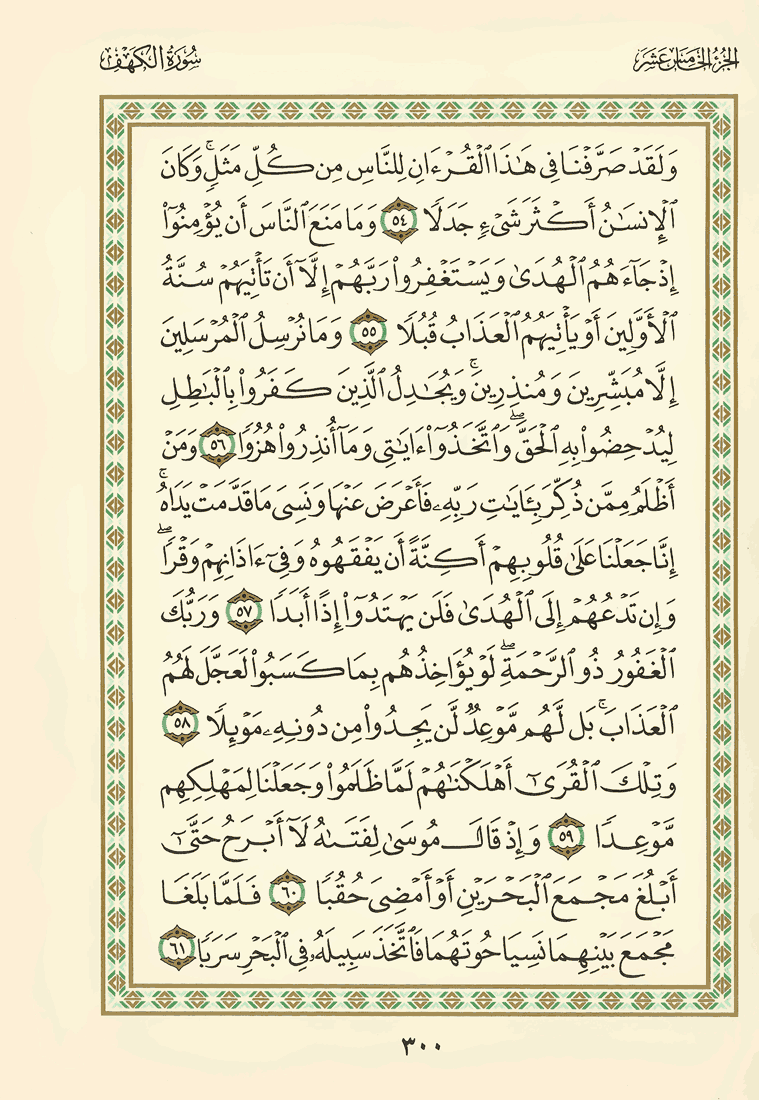 الجزء الخامس عشر
سورة الكهف
وَلَقَدْ صَرَّفْنَا فِى هَٰذَا ٱلْقُرْءَانِ لِلنَّاسِ مِن كُلِّ مَثَلٍۚ وَكَانَ
ٱلْإِنسَٰنُ أَكْثَرَ شَىْءٍ جَدَلًا ٥٤ وَمَا مَنَعَ ٱلنَّاسَ أَن يُؤْمِنُوٓا۟
إِذْ جَآءَهُمُ ٱلْهُدَىٰ وَيَسْتَغْفِرُوا۟ رَبَّهُمْ إِلَّآ أَن تَأْتِيَهُمْ سُنَّةُ
ٱلْأَوَّلِينَ أَوْ يَأْتِيَهُمُ ٱلْعَذَابُ قُبُلًا ٥٥ وَمَا نُرْسِلُ ٱلْمُرْسَلِينَ
إِلَّا مُبَشِّرِينَ وَمُنذِرِينَۚ وَيُجَٰدِلُ ٱلَّذِينَ كَفَرُوا۟ بِٱلْبَٰطِلِ
لِيُدْحِضُوا۟ بِهِ ٱلْحَقَّۖ وَٱتَّخَذُوٓا۟ ءَايَٰتِى وَمَآ أُنذِرُوا۟ هُزُوًا ٥٦ وَمَنْ
أَظْلَمُ مِمَّن ذُكِّرَ بِـَٔايَٰتِ رَبِّهِۦ فَأَعْرَضَ عَنْهَا وَنَسِىَ مَا قَدَّمَتْ يَدَاهُۚ
إِنَّا جَعَلْنَا عَلَىٰ قُلُوبِهِمْ أَكِنَّةً أَن يَفْقَهُوهُ وَفِىٓ ءَاذَانِهِمْ وَقْرًاۖ
وَإِن تَدْعُهُمْ إِلَى ٱلْهُدَىٰ فَلَن يَهْتَدُوٓا۟ إِذًا أَبَدًا ٥٧ وَرَبُّكَ
ٱلْغَفُورُ ذُو ٱلرَّحْمَةِۖ لَوْ يُؤَاخِذُهُم بِمَا كَسَبُوا۟ لَعَجَّلَ لَهُمُ
ٱلْعَذَابَۚ بَل لَّهُم مَّوْعِدٌ لَّن يَجِدُوا۟ مِن دُونِهِۦ مَوْئِلًا ٥٨
وَتِلْكَ ٱلْقُرَىٰٓ أَهْلَكْنَٰهُمْ لَمَّا ظَلَمُوا۟ وَجَعَلْنَا لِمَهْلِكِهِم
مَّوْعِدًا ٥٩ وَإِذْ قَالَ مُوسَىٰ لِفَتَىٰهُ لَآ أَبْرَحُ حَتَّىٰٓ
أَبْلُغَ مَجْمَعَ ٱلْبَحْرَيْنِ أَوْ أَمْضِىَ حُقُبًا ٦٠ فَلَمَّا بَلَغَا
مَجْمَعَ بَيْنِهِمَا نَسِيَا حُوتَهُمَا فَٱتَّخَذَ سَبِيلَهُۥ فِى ٱلْبَحْرِ سَرَبًا ٦١
٣٠٠